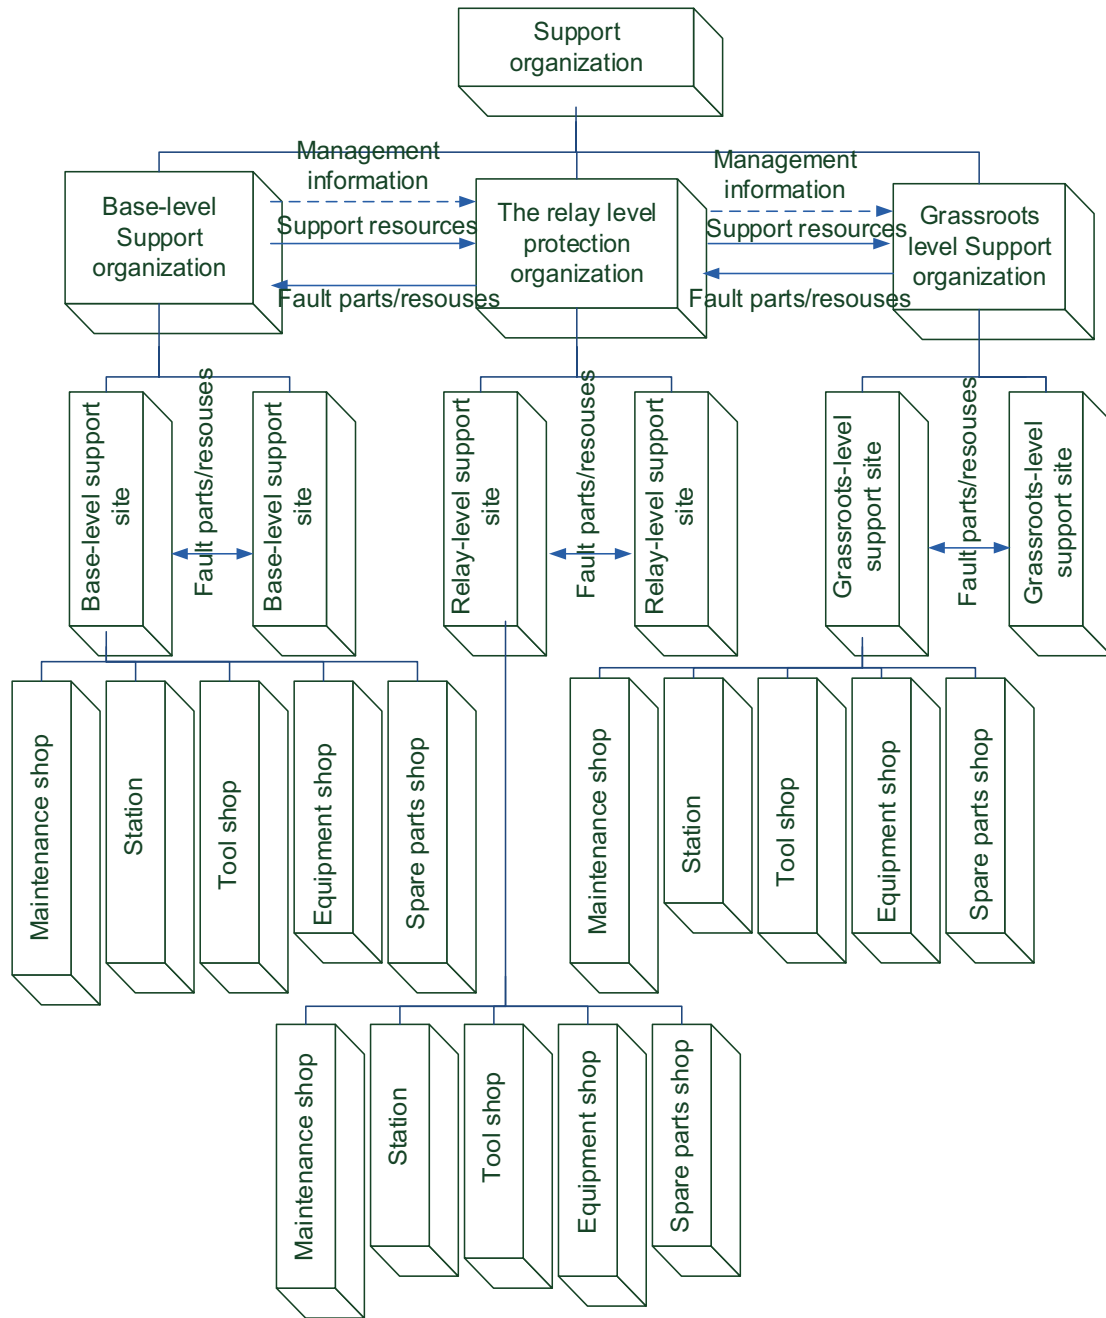 Support
organization
Management
information
Management
information
Base-level
Support
organization
Support resources
The relay level
protection
organization
Support resources
Grassroots
level Support
organization
Fault parts/resouses
Fault parts/resouses
Base-level support
site
Fault parts/resouses
Base-level support
site
Relay-level support
site
Fault parts/resouses
Relay-level support
site
Grassroots-level
support site
Fault parts/resouses
Grassroots-level
support site
Maintenance shop
Station
Tool shop
Equipment shop
Spare parts shop
Maintenance shop
Station
Tool shop
Equipment shop
Spare parts shop
Maintenance shop
Station
Tool shop
Equipment shop
Spare parts shop